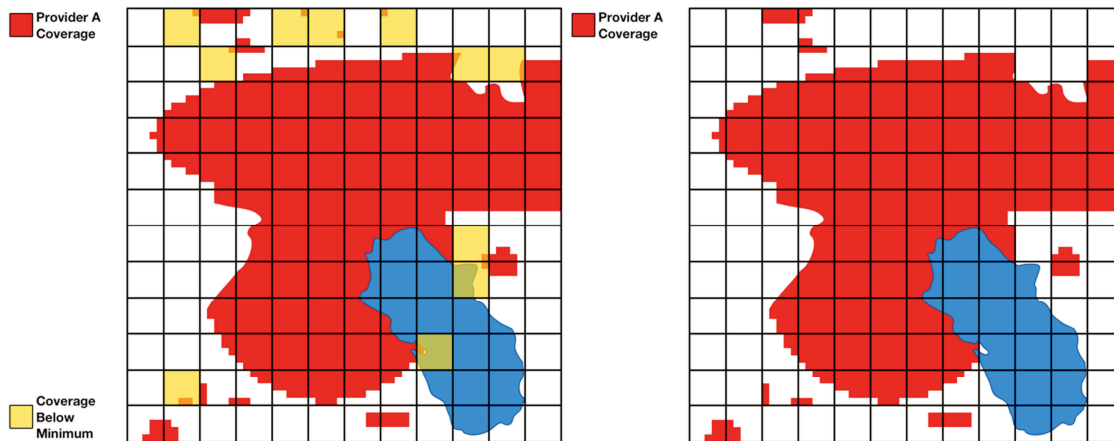 Provider A
Coverage
Coverage
Below
Minimum
Provider A
Coverage